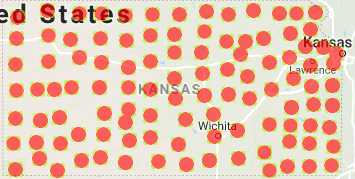 ed States
Kansas
Lawrence
KANSAS
Wichita